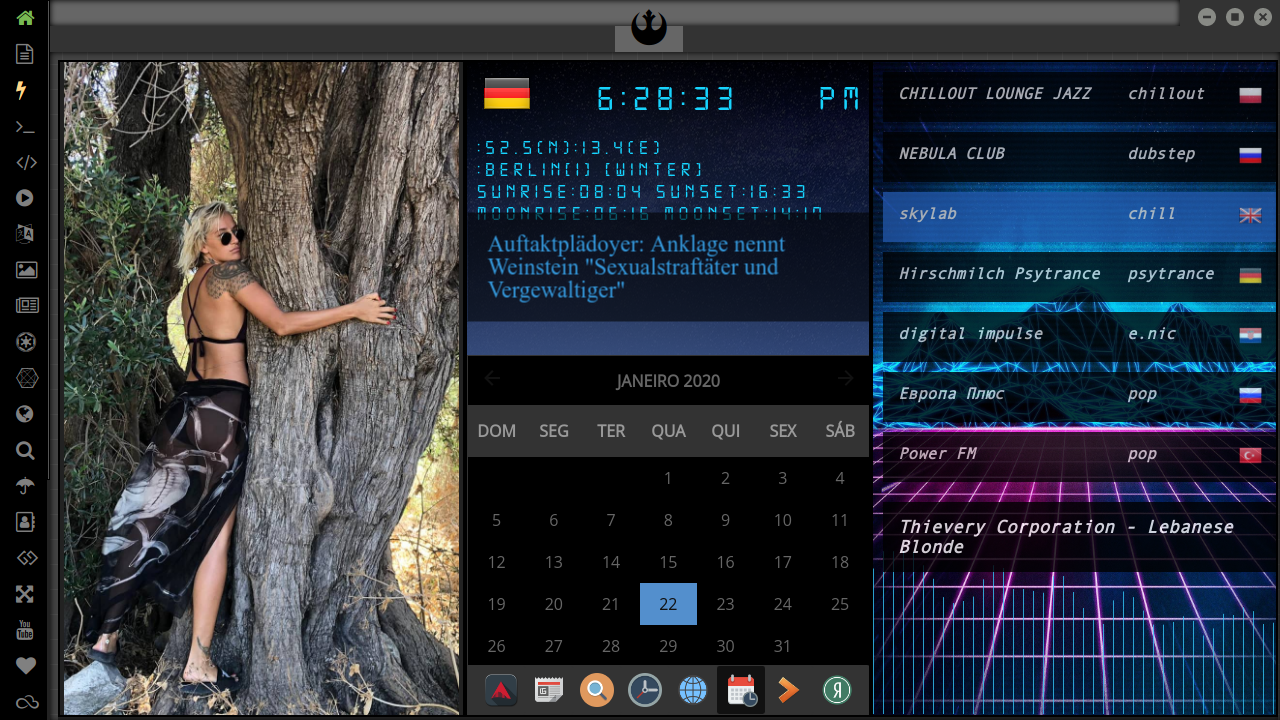 6:28:33 PM
:52.5(N):13.4(E)
:BERLIN(1) (WINTER)
SUNRISE:08:04 SUNSET:16:33
MOONRISE:06:16 MOONSET:14:17
Auftaktplädoyer: Anklage nennt
Weinstein "Sexualstraftäter und
Vergewaltiger"
JANEIRO 2020
DOM SEG TER QUA QUI SEX SÁB
1 2 3 4
5 6 7 8 9 10 11
12 13 14 15 16 17 18
19 20 21 22 23 24 25
26 27 28 29 30 31
CHILLOUT LOUNGE JAZZ chillout
NEBULA CLUB dubstep
skylab chill
Hirschmilch Psytrance psytrance
digital impulse e.nic
Европа Плюс pop
Power FM pop
Thievery Corporation - Lebanese
Blonde
You
Tube
Я